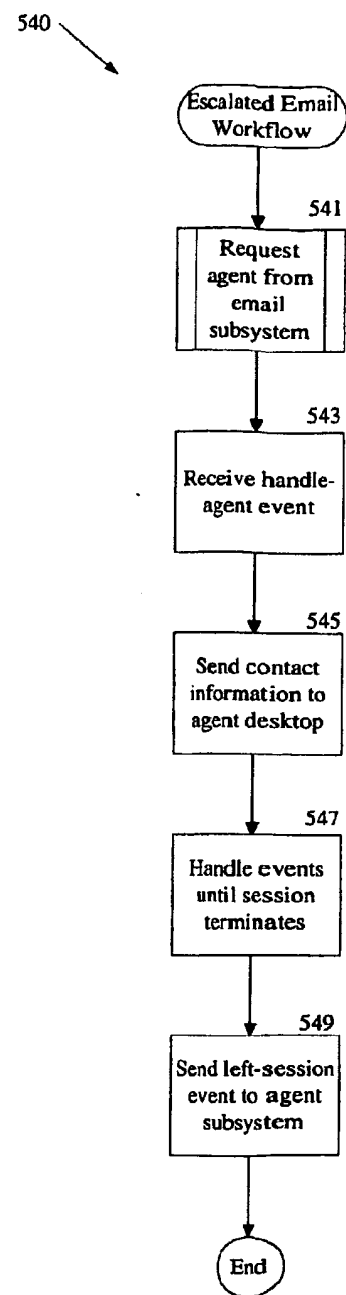 540
Escalated Email
Workflow
541
Request
agent from
email
subsystem
543
Receive handle-
agent event
545
Send contact
information to
agent desktop
547
Handle events
until session
terminates
549
Send left-session
event to agent
subsystem
End